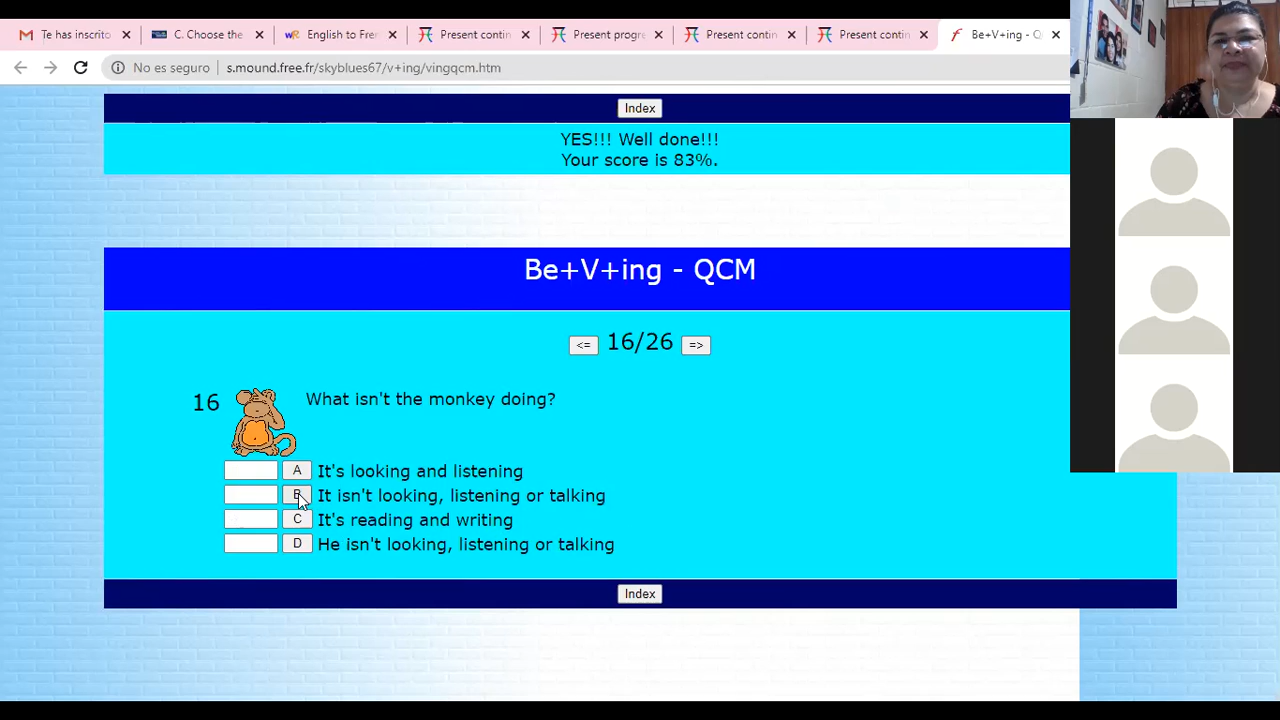 Te has inscrito
C. Choose the
English to Fren
Present contin
Present progre
Present contin
Present contin
Be+V+ing - Q
No es seguro
s.mound.free.fr/skyblues67/v+ing/vingqcm.htm
Index
YES!!! Well done!!!
Your score is 83%.
Be+V+ing - QCM
<= 16/26 =>
16 What isn't the monkey doing?
A It's looking and listening
B It isn't looking, listening or talking
C It's reading and writing
D He isn't looking, listening or talking
Index